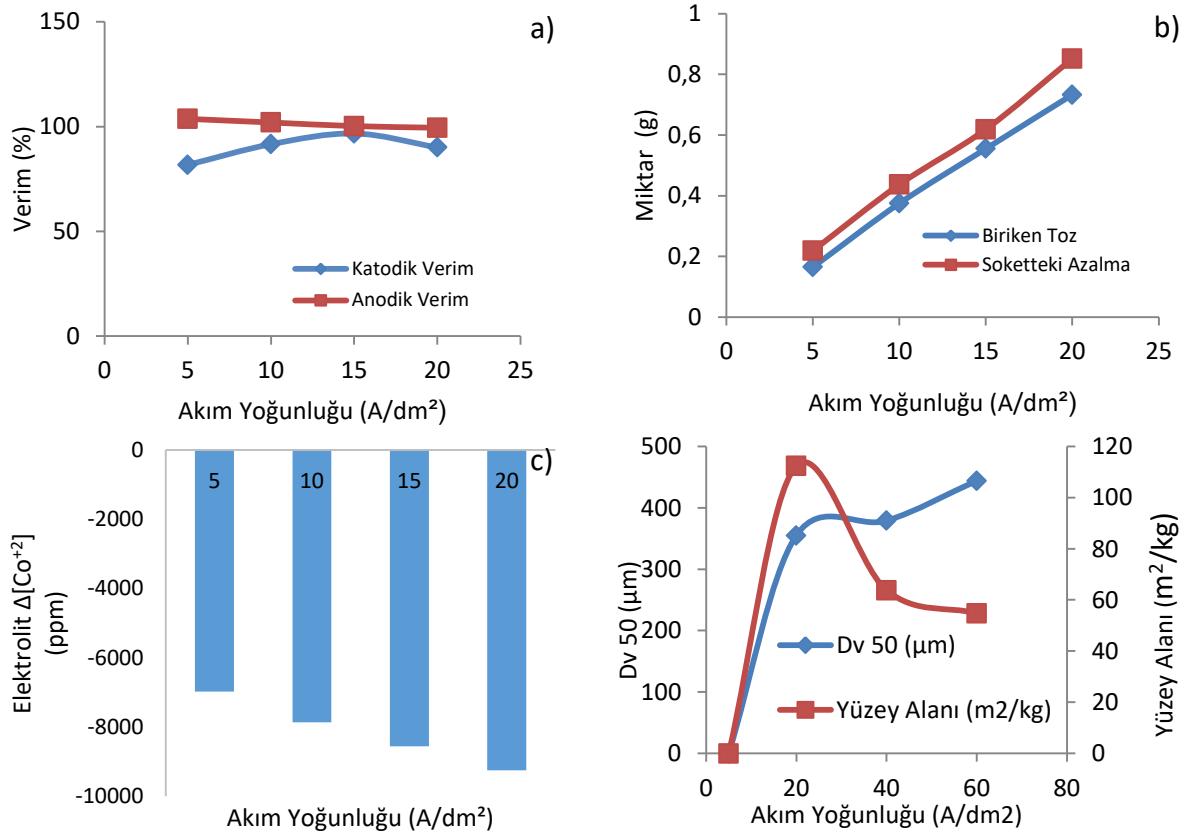 a)
150
100
50
0
Verim (%)
Katodik Verim
Anodik Verim
0 5 10 15 20 25
Akım Yoğunluğu (A/dm²)
b)
1
0,8
0,6
0,4
0,2
0
Miktar (g)
Biriken Toz
Soketteki Azalma
0 5 10 15 20 25
Akım Yoğunluğu (A/dm²)
c)
0
-2000
-4000
-6000
-8000
-10000
Elektrolit Δ[Co⁺²]
(ppm)
5 10 15 20
Akım Yoğunluğu (A/dm²)
500
400
300
200
100
0
Dv 50 (µm)
120
100
80
60
40
20
0
Yüzey Alanı (m²/kg)
Dv 50 (µm)
Yüzey Alanı (m2/kg)
0 20 40 60 80
Akım Yoğunluğu (A/dm2)